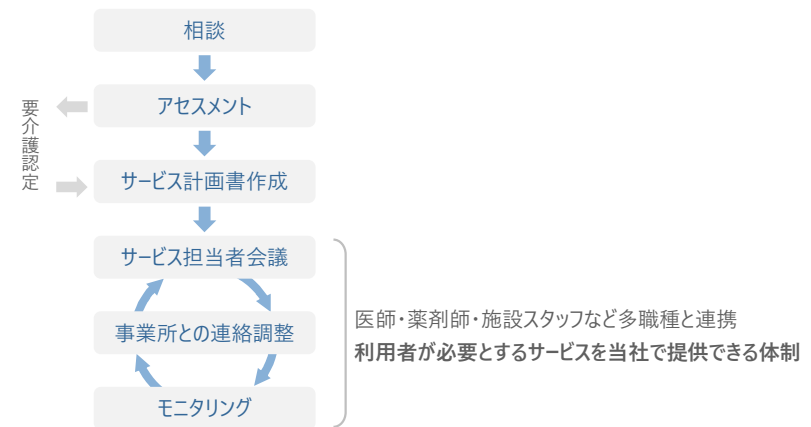 相談
アセスメント
要介護認定
サービス計画書作成
サービス担当者会議
事業所との連絡調整
モニタリング
医師・薬剤師・施設スタッフなど多職種と連携
利用者が必要とするサービスを当社で提供できる体制